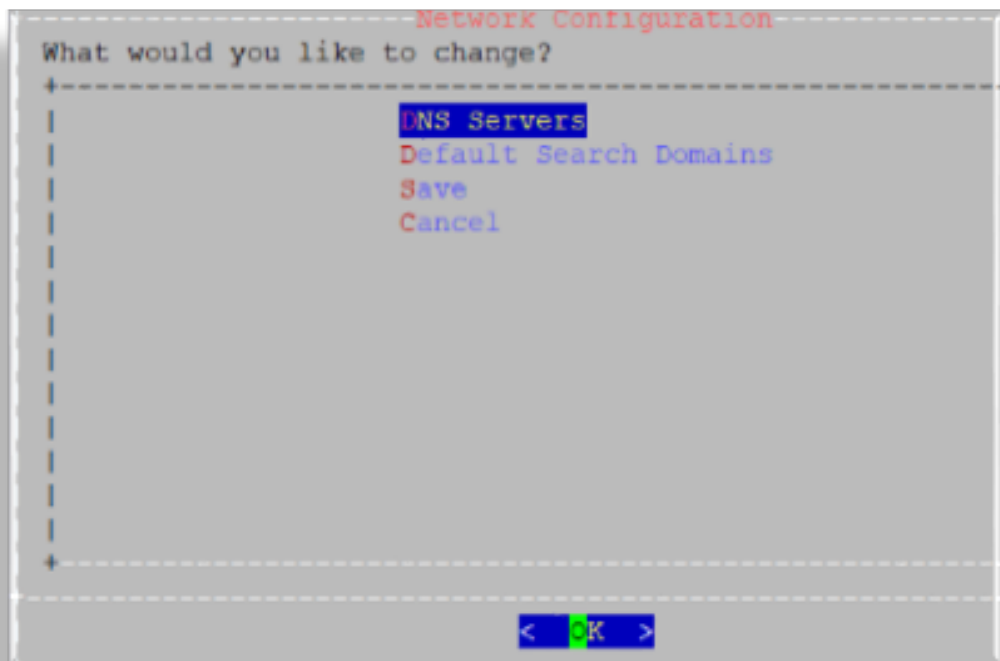 Network Configuration
What would you like to change?
DNS Servers
Default Search Domains
Save
Cancel
< OK >